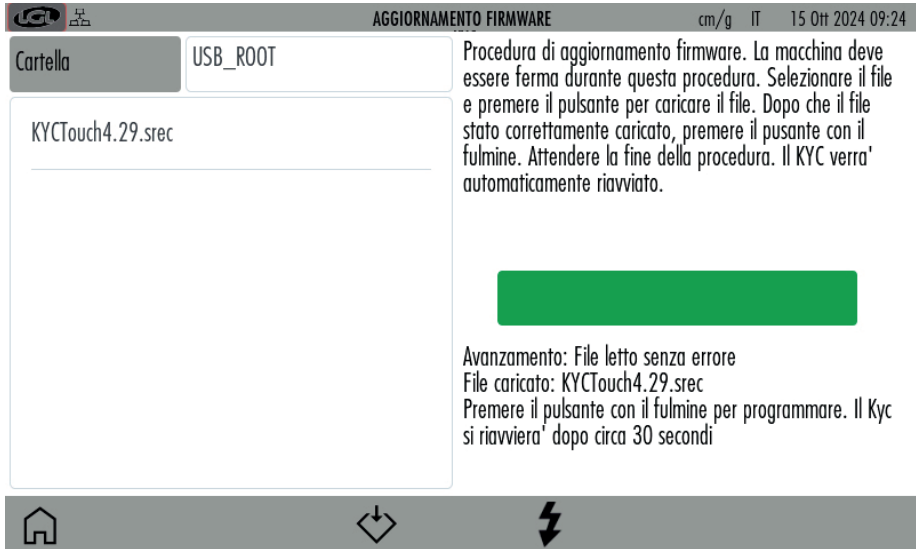 LGL
AGGIORNAMENTO FIRMWARE
cm/g IT 15 Ott 2024 09:24
Cartella
USB_ROOT
KYCTouch4.29.srec
Procedura di aggiornamento firmware. La macchina deve
essere ferma durante questa procedura. Selezionare il file
e premere il pulsante per caricare il file. Dopo che il file
stato correttamente caricato, premere il pusante con il
fulmine. Attendere la fine della procedura. Il KYC verra'
automaticamente riavviato.
Avanzamento: File letto senza errore
File caricato: KYCTouch4.29.srec
Premere il pulsante con il fulmine per programmare. Il Kyc
si riavviera' dopo circa 30 secondi